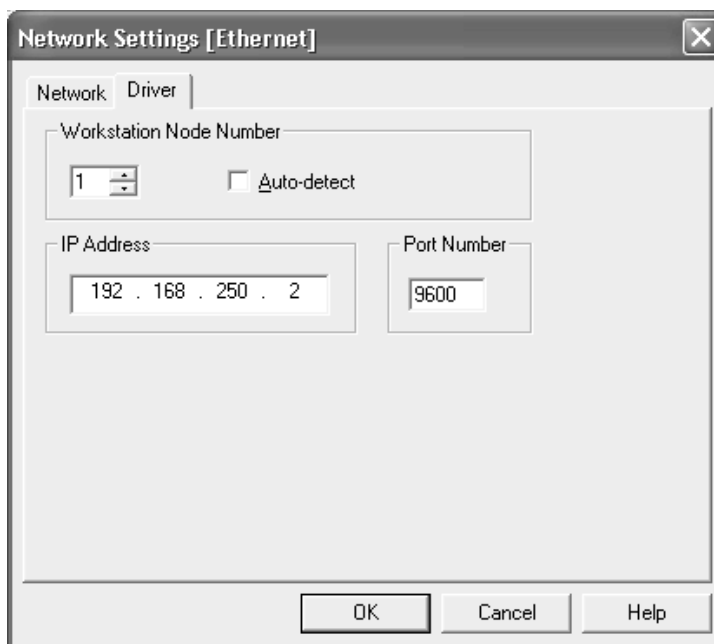 Network Settings [Ethernet]
Network Driver
Workstation Node Number
1 Auto-detect
IP Address Port Number
192 . 168 . 250 . 2 9600
OK Cancel Help